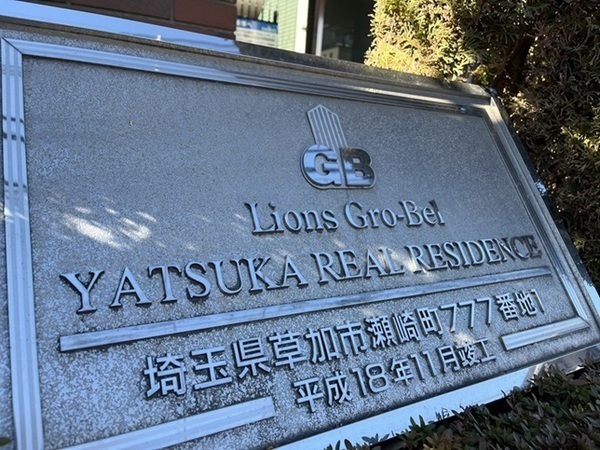 GB
Lions Gro-Bel
YATSUKA REAL RESIDENCE
埼玉県草加市瀬崎町777番地1
平成18年11月竣工